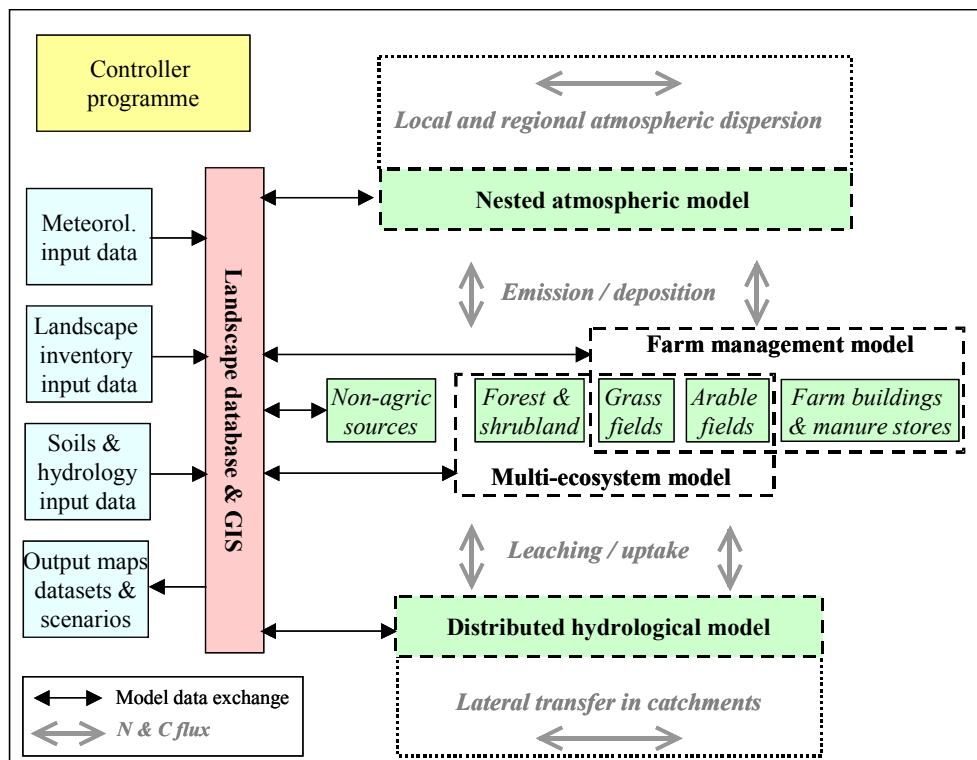 Controller
programme
Local and regional atmospheric dispersion
Nested atmospheric model
Meteorol.
input data
Landscape
inventory
input data
Soils &
hydrology
input data
Output maps
datasets &
scenarios
Landscape database & GIS
Emission / deposition
Farm management model
Non-agric
sources
Forest &
shrubland
Grass
fields
Arable
fields
Farm buildings
& manure stores
Multi-ecosystem model
Leaching / uptake
Distributed hydrological model
Lateral transfer in catchments
Model data exchange
N & C flux